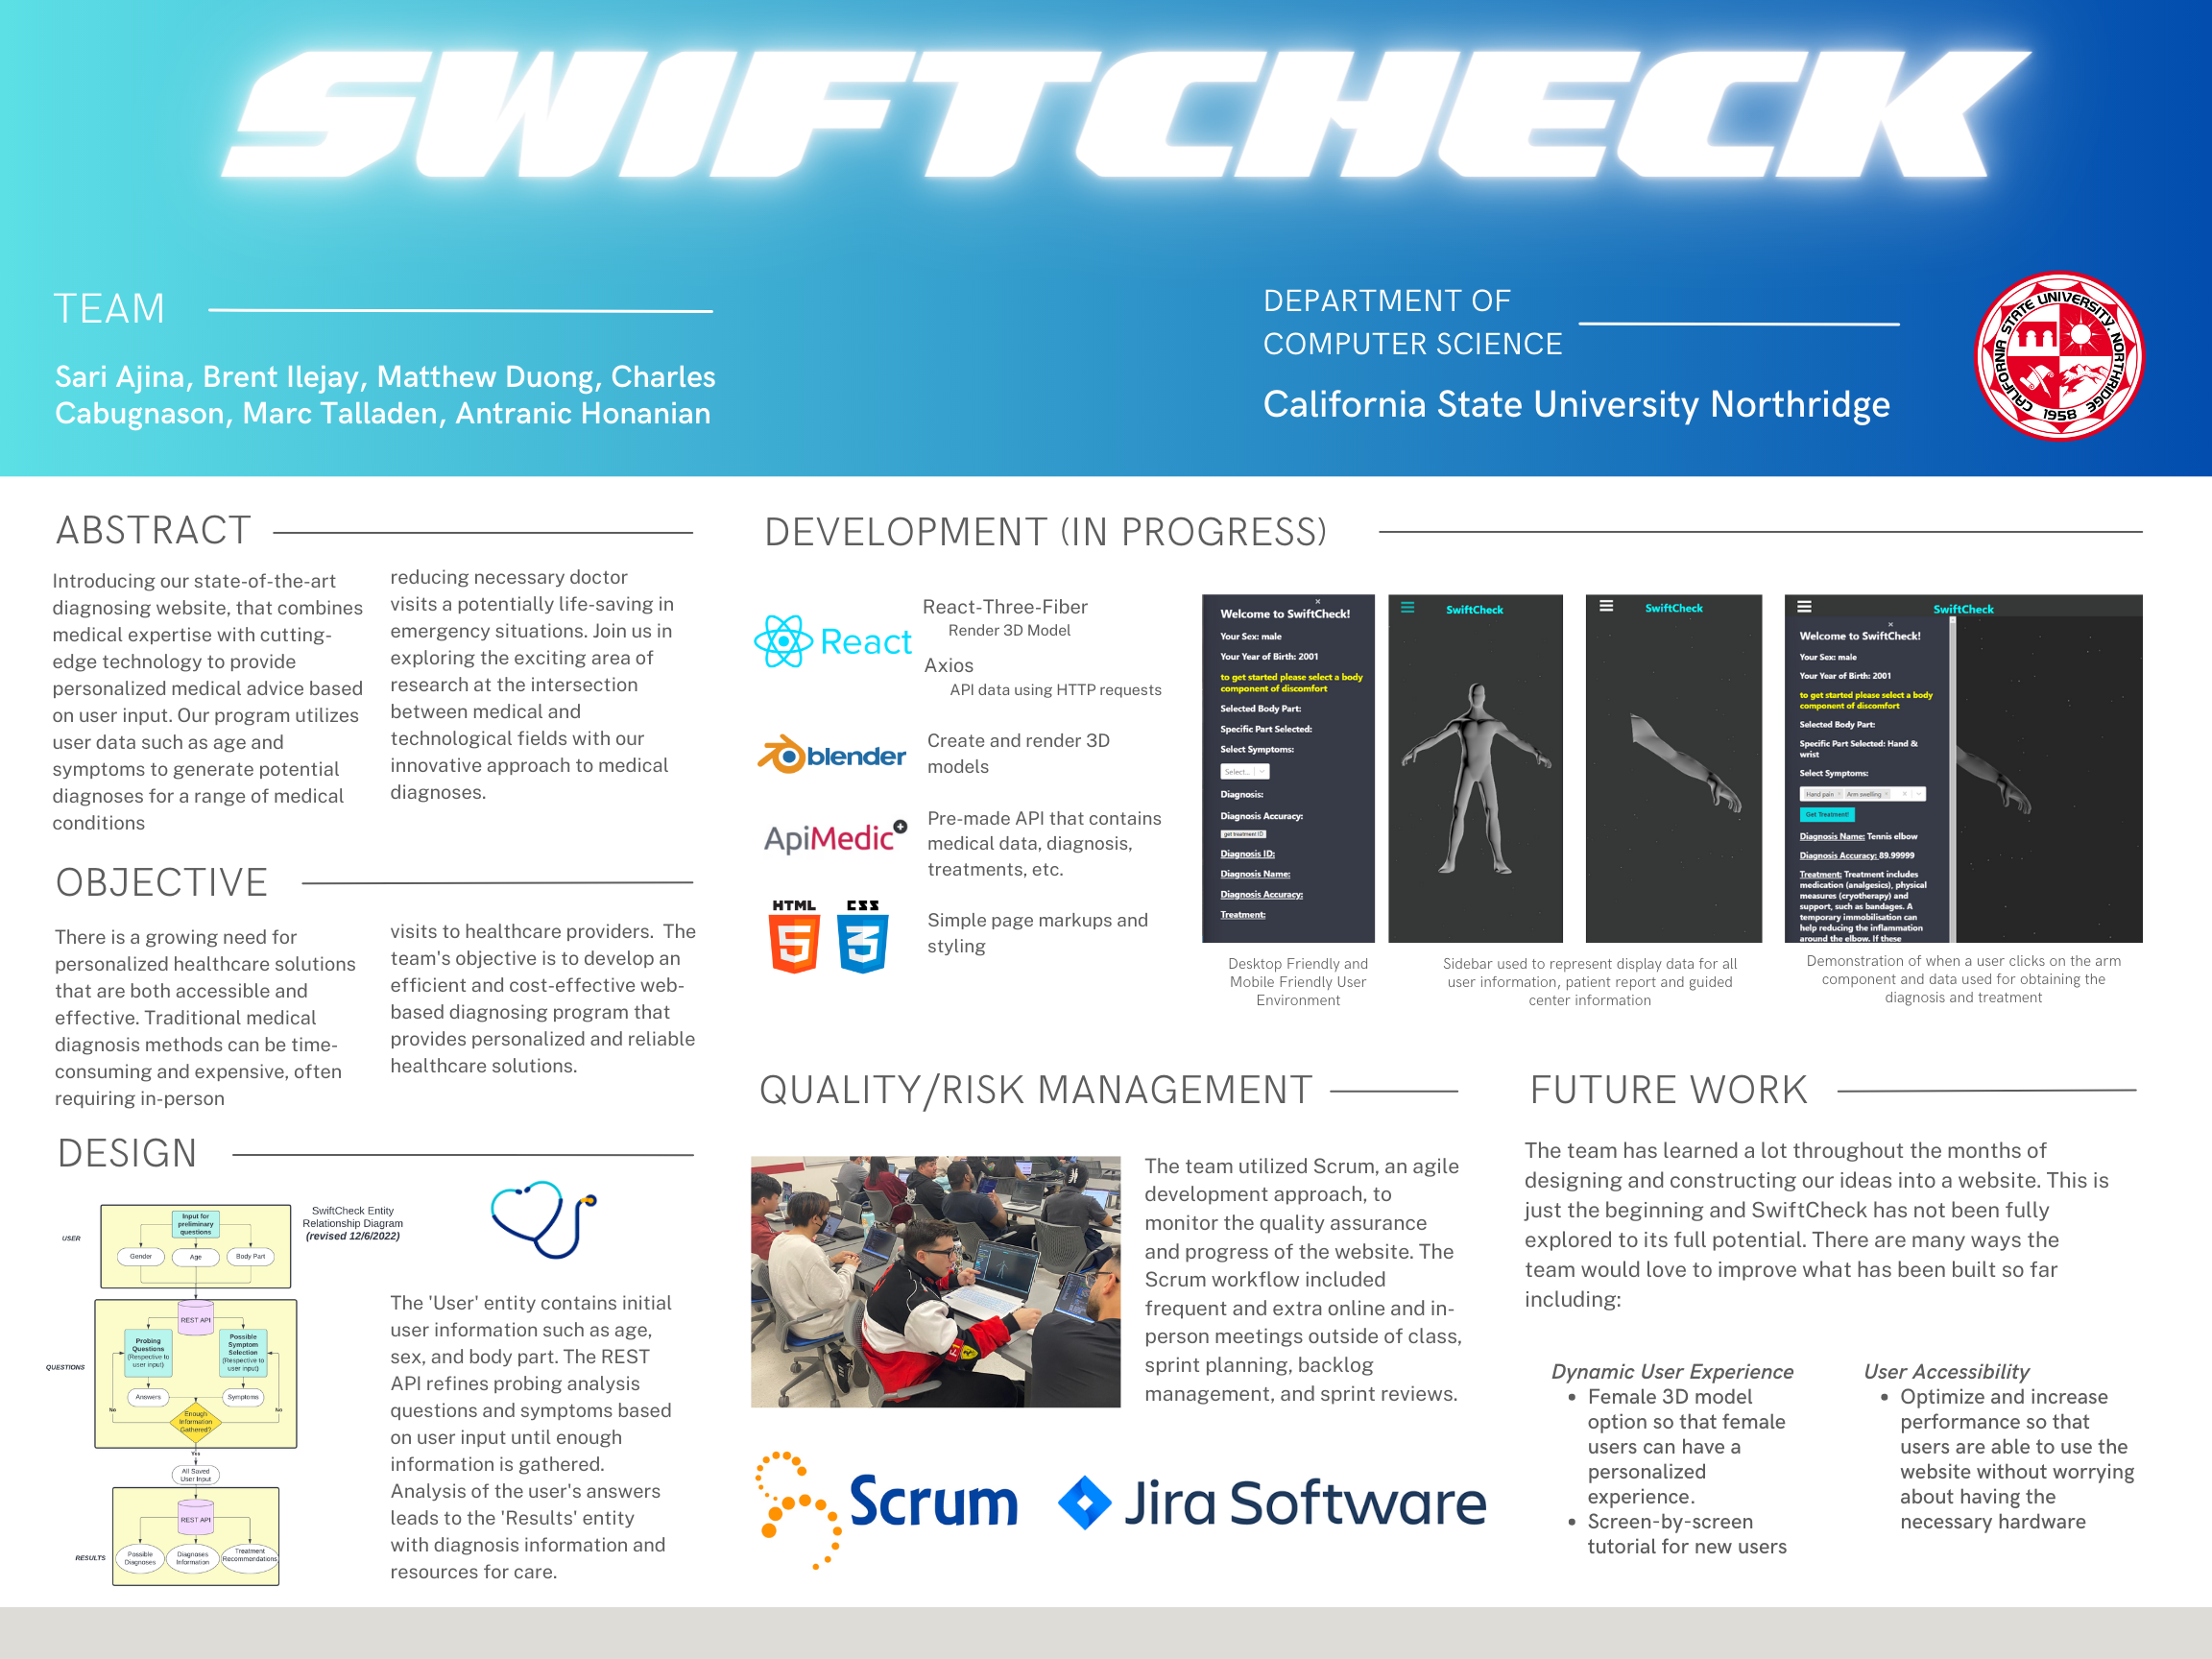 SWIFTCHECK
TEAM
Sari Ajina, Brent Ilejay, Matthew Duong, Charles
Cabugnason, Marc Talladen, Antranic Honanian
DEPARTMENT OF
COMPUTER SCIENCE
California State University Northridge
CALIFORNIA STATE UNIVERSITY, NORTHRIDGE
1958
ABSTRACT
Introducing our state-of-the-art
diagnosing website, that combines
medical expertise with cutting-
edge technology to provide
personalized medical advice based
on user input. Our program utilizes
user data such as age and
symptoms to generate potential
diagnoses for a range of medical
conditions
reducing necessary doctor
visits a potentially life-saving in
emergency situations. Join us in
exploring the exciting area of
research at the intersection
between medical and
technological fields with our
innovative approach to medical
diagnoses.
OBJECTIVE
There is a growing need for
personalized healthcare solutions
that are both accessible and
effective. Traditional medical
diagnosis methods can be time-
consuming and expensive, often
requiring in-person
visits to healthcare providers. The
team's objective is to develop an
efficient and cost-effective web-
based diagnosing program that
provides personalized and reliable
healthcare solutions.
DESIGN
SwiftCheck Entity
Relationship Diagram
(revised 12/6/2022)
USER
Input for
preliminary
questions
Gender
Age
Body Part
QUESTIONS
REST API
Probing
Questions
(Respective to
user input)
Possible
Symptom
Selection
(Respective to
user input)
Answers
Symptoms
No
Enough
Information
Gathered?
No
Yes
All Saved
User Input
RESULTS
REST API
Possible
Diagnoses
Diagnoses
Information
Treatment
Recommendations
The 'User' entity contains initial
user information such as age,
sex, and body part. The REST
API refines probing analysis
questions and symptoms based
on user input until enough
information is gathered.
Analysis of the user's answers
leads to the 'Results' entity
with diagnosis information and
resources for care.
DEVELOPMENT (IN PROGRESS)
React
React-Three-Fiber
Render 3D Model
Axios
API data using HTTP requests
blender
Create and render 3D
models
ApiMedic
Pre-made API that contains
medical data, diagnosis,
treatments, etc.
HTML
5
CSS
3
Simple page markups and
styling
Welcome to SwiftCheck!
Your Sex: male
Your Year of Birth: 2001
to get started please select a body
component of discomfort
Selected Body Part:
Specific Part Selected:
Select Symptoms:
Select...
Diagnosis:
Diagnosis Accuracy:
get treatment ID
Diagnosis ID:
Diagnosis Name:
Diagnosis Accuracy:
Treatment:
Desktop Friendly and
Mobile Friendly User
Environment
SwiftCheck
SwiftCheck
Sidebar used to represent display data for all
user information, patient report and guided
center information
SwiftCheck
Welcome to SwiftCheck!
Your Sex: male
Your Year of Birth: 2001
to get started please select a body
component of discomfort
Selected Body Part:
Specific Part Selected: Hand &
wrist
Select Symptoms:
Hand pain × Arm swelling ×
Get Treatment!
Diagnosis Name: Tennis elbow
Diagnosis Accuracy: 89.99999
Treatment: Treatment includes
medication (analgesics), physical
measures (cryotherapy) and
support, such as bandages. A
temporary immobilisation can
help reducing the inflammation
around the elbow. If these
Demonstration of when a user clicks on the arm
component and data used for obtaining the
diagnosis and treatment
QUALITY/RISK MANAGEMENT
The team utilized Scrum, an agile
development approach, to
monitor the quality assurance
and progress of the website. The
Scrum workflow included
frequent and extra online and in-
person meetings outside of class,
sprint planning, backlog
management, and sprint reviews.
Scrum
Jira Software
FUTURE WORK
The team has learned a lot throughout the months of
designing and constructing our ideas into a website. This is
just the beginning and SwiftCheck has not been fully
explored to its full potential. There are many ways the
team would love to improve what has been built so far
including:
Dynamic User Experience
• Female 3D model
option so that female
users can have a
personalized
experience.
• Screen-by-screen
tutorial for new users
User Accessibility
• Optimize and increase
performance so that
users are able to use the
website without worrying
about having the
necessary hardware